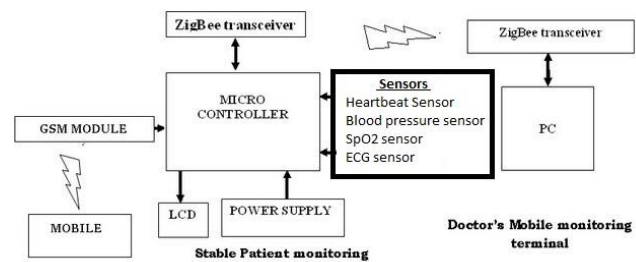 ZigBee transceiver
ZigBee transceiver
Sensors
Heartbeat Sensor
Blood pressure sensor
SpO2 sensor
ECG sensor
MICRO
CONTROLLER
PC
GSM MODULE
LCD
POWER SUPPLY
MOBILE
Stable Patient monitoring
Doctor's Mobile monitoring
terminal